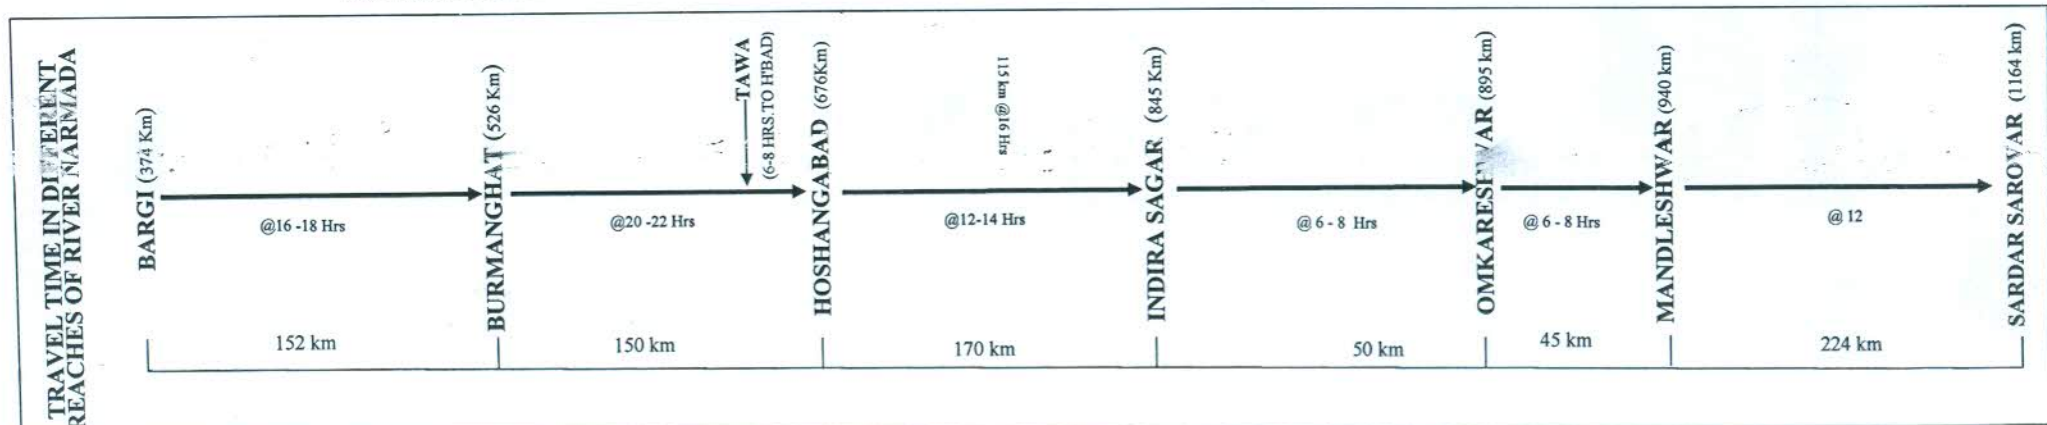 TRAVEL TIME IN DIFFERENT
REACHES OF RIVER NARMADA
BARGI (374 Km)
@16 -18 Hrs
BURMANGHAT (526 Km)
@20 -22 Hrs
TAWA
(6-8 HRS.TO H'BAD)
HOSHANGABAD (676Km)
115 km @16 Hrs
@12-14 Hrs
INDIRA SAGAR (845 Km)
@ 6 - 8 Hrs
OMKARESHWAR (895 km)
@ 6 - 8 Hrs
MANDLESHWAR (940 km)
@ 12
SARDAR SAROVAR (1164 km)
152 km
150 km
170 km
50 km
45 km
224 km